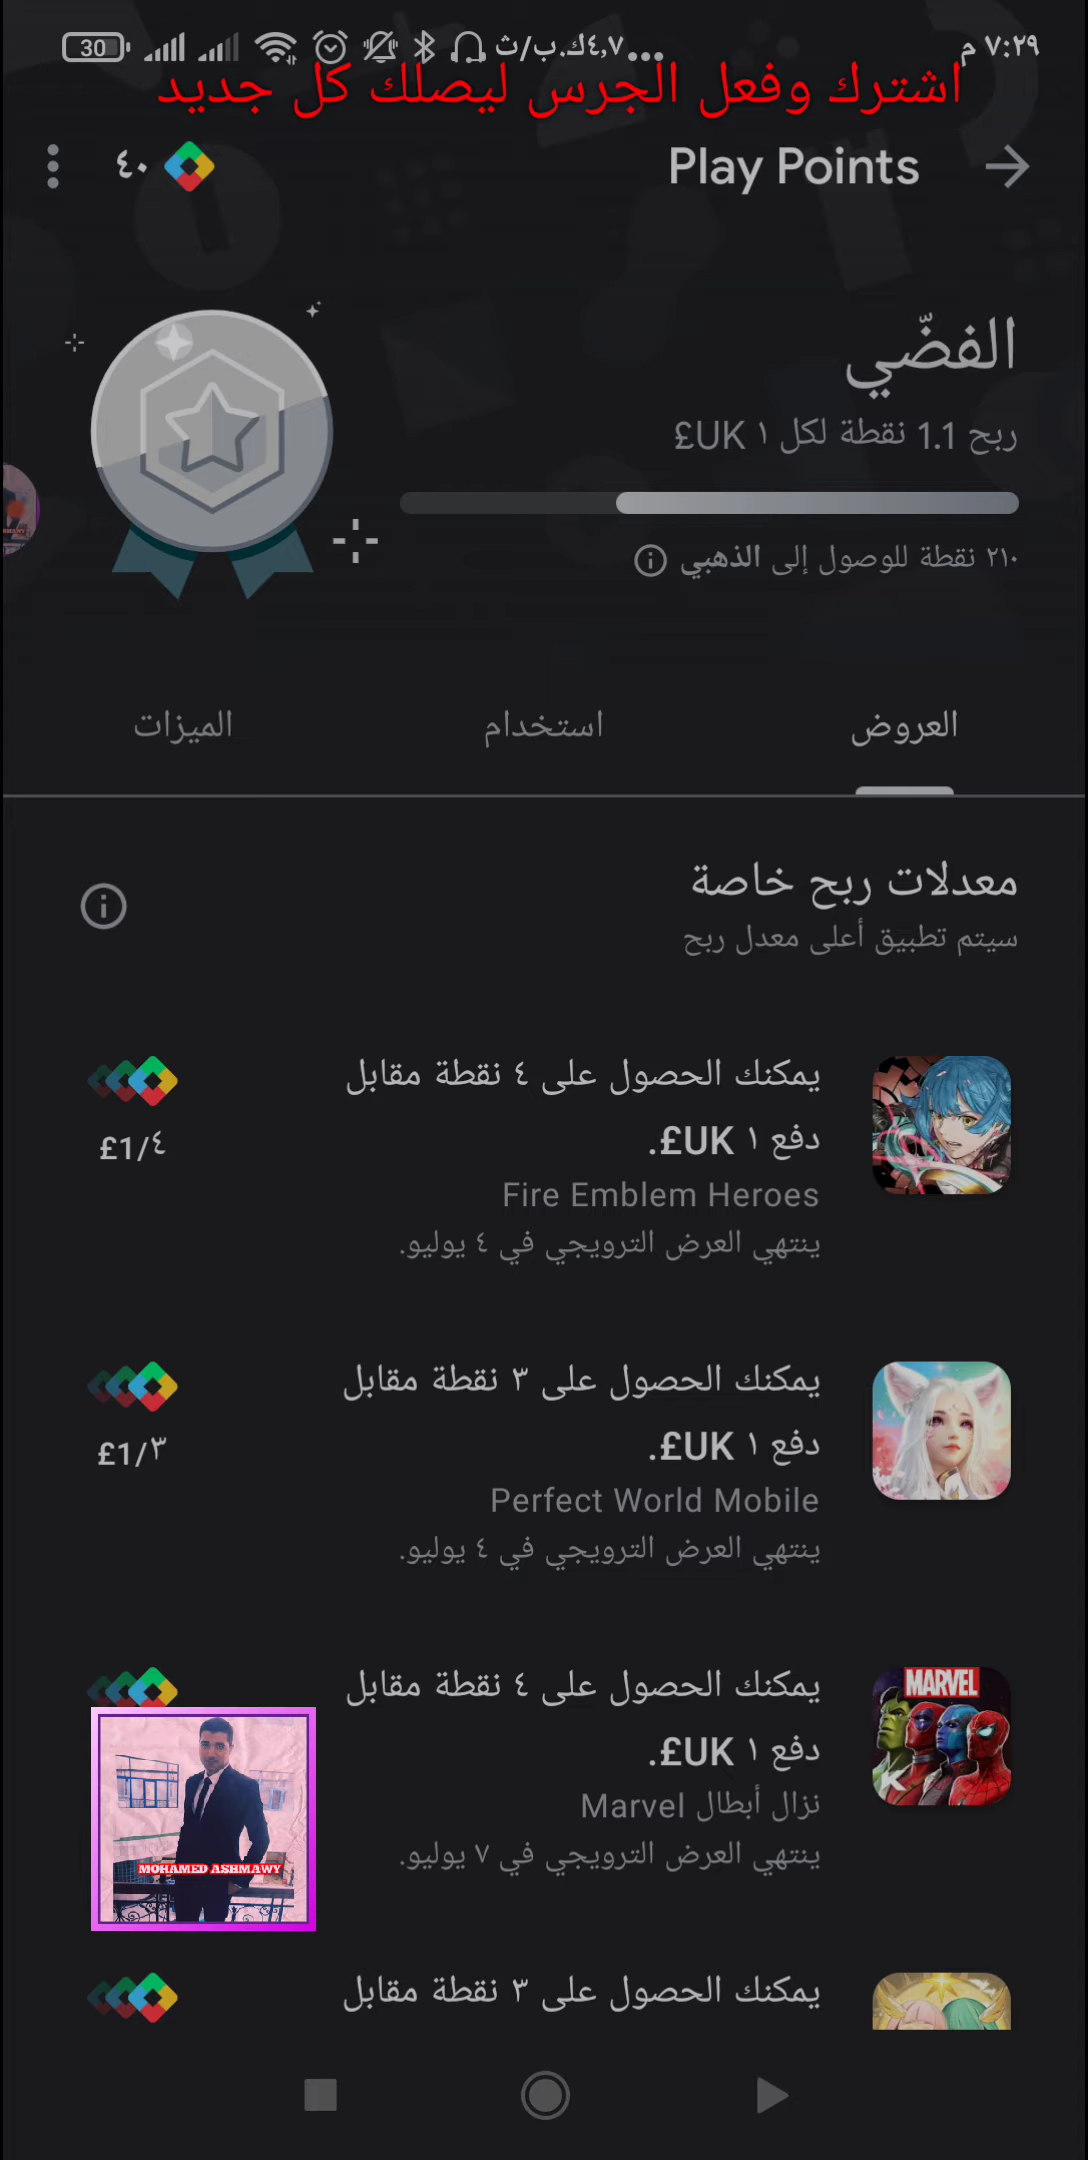 ٧:٢٩ م
...٤,٧ك.ب/ث
30
اشترك وفعل الجرس ليصلك كل جديد
Play Points
٤٠
الفضّي
ربح 1.1 نقطة لكل ١ UK£
٢١٠ نقطة للوصول إلى الذهبي
العروض
استخدام
الميزات
معدلات ربح خاصة
سيتم تطبيق أعلى معدل ربح
يمكنك الحصول على ٤ نقطة مقابل
دفع ١ UK£.
Fire Emblem Heroes
ينتهي العرض الترويجي في ٤ يوليو.
£1/٤
يمكنك الحصول على ٣ نقطة مقابل
دفع ١ UK£.
Perfect World Mobile
ينتهي العرض الترويجي في ٤ يوليو.
£1/٣
MARVEL
يمكنك الحصول على ٤ نقطة مقابل
دفع ١ UK£.
نزال أبطال Marvel
ينتهي العرض الترويجي في ٧ يوليو.
MOHAMED ASHMAWY
يمكنك الحصول على ٣ نقطة مقابل